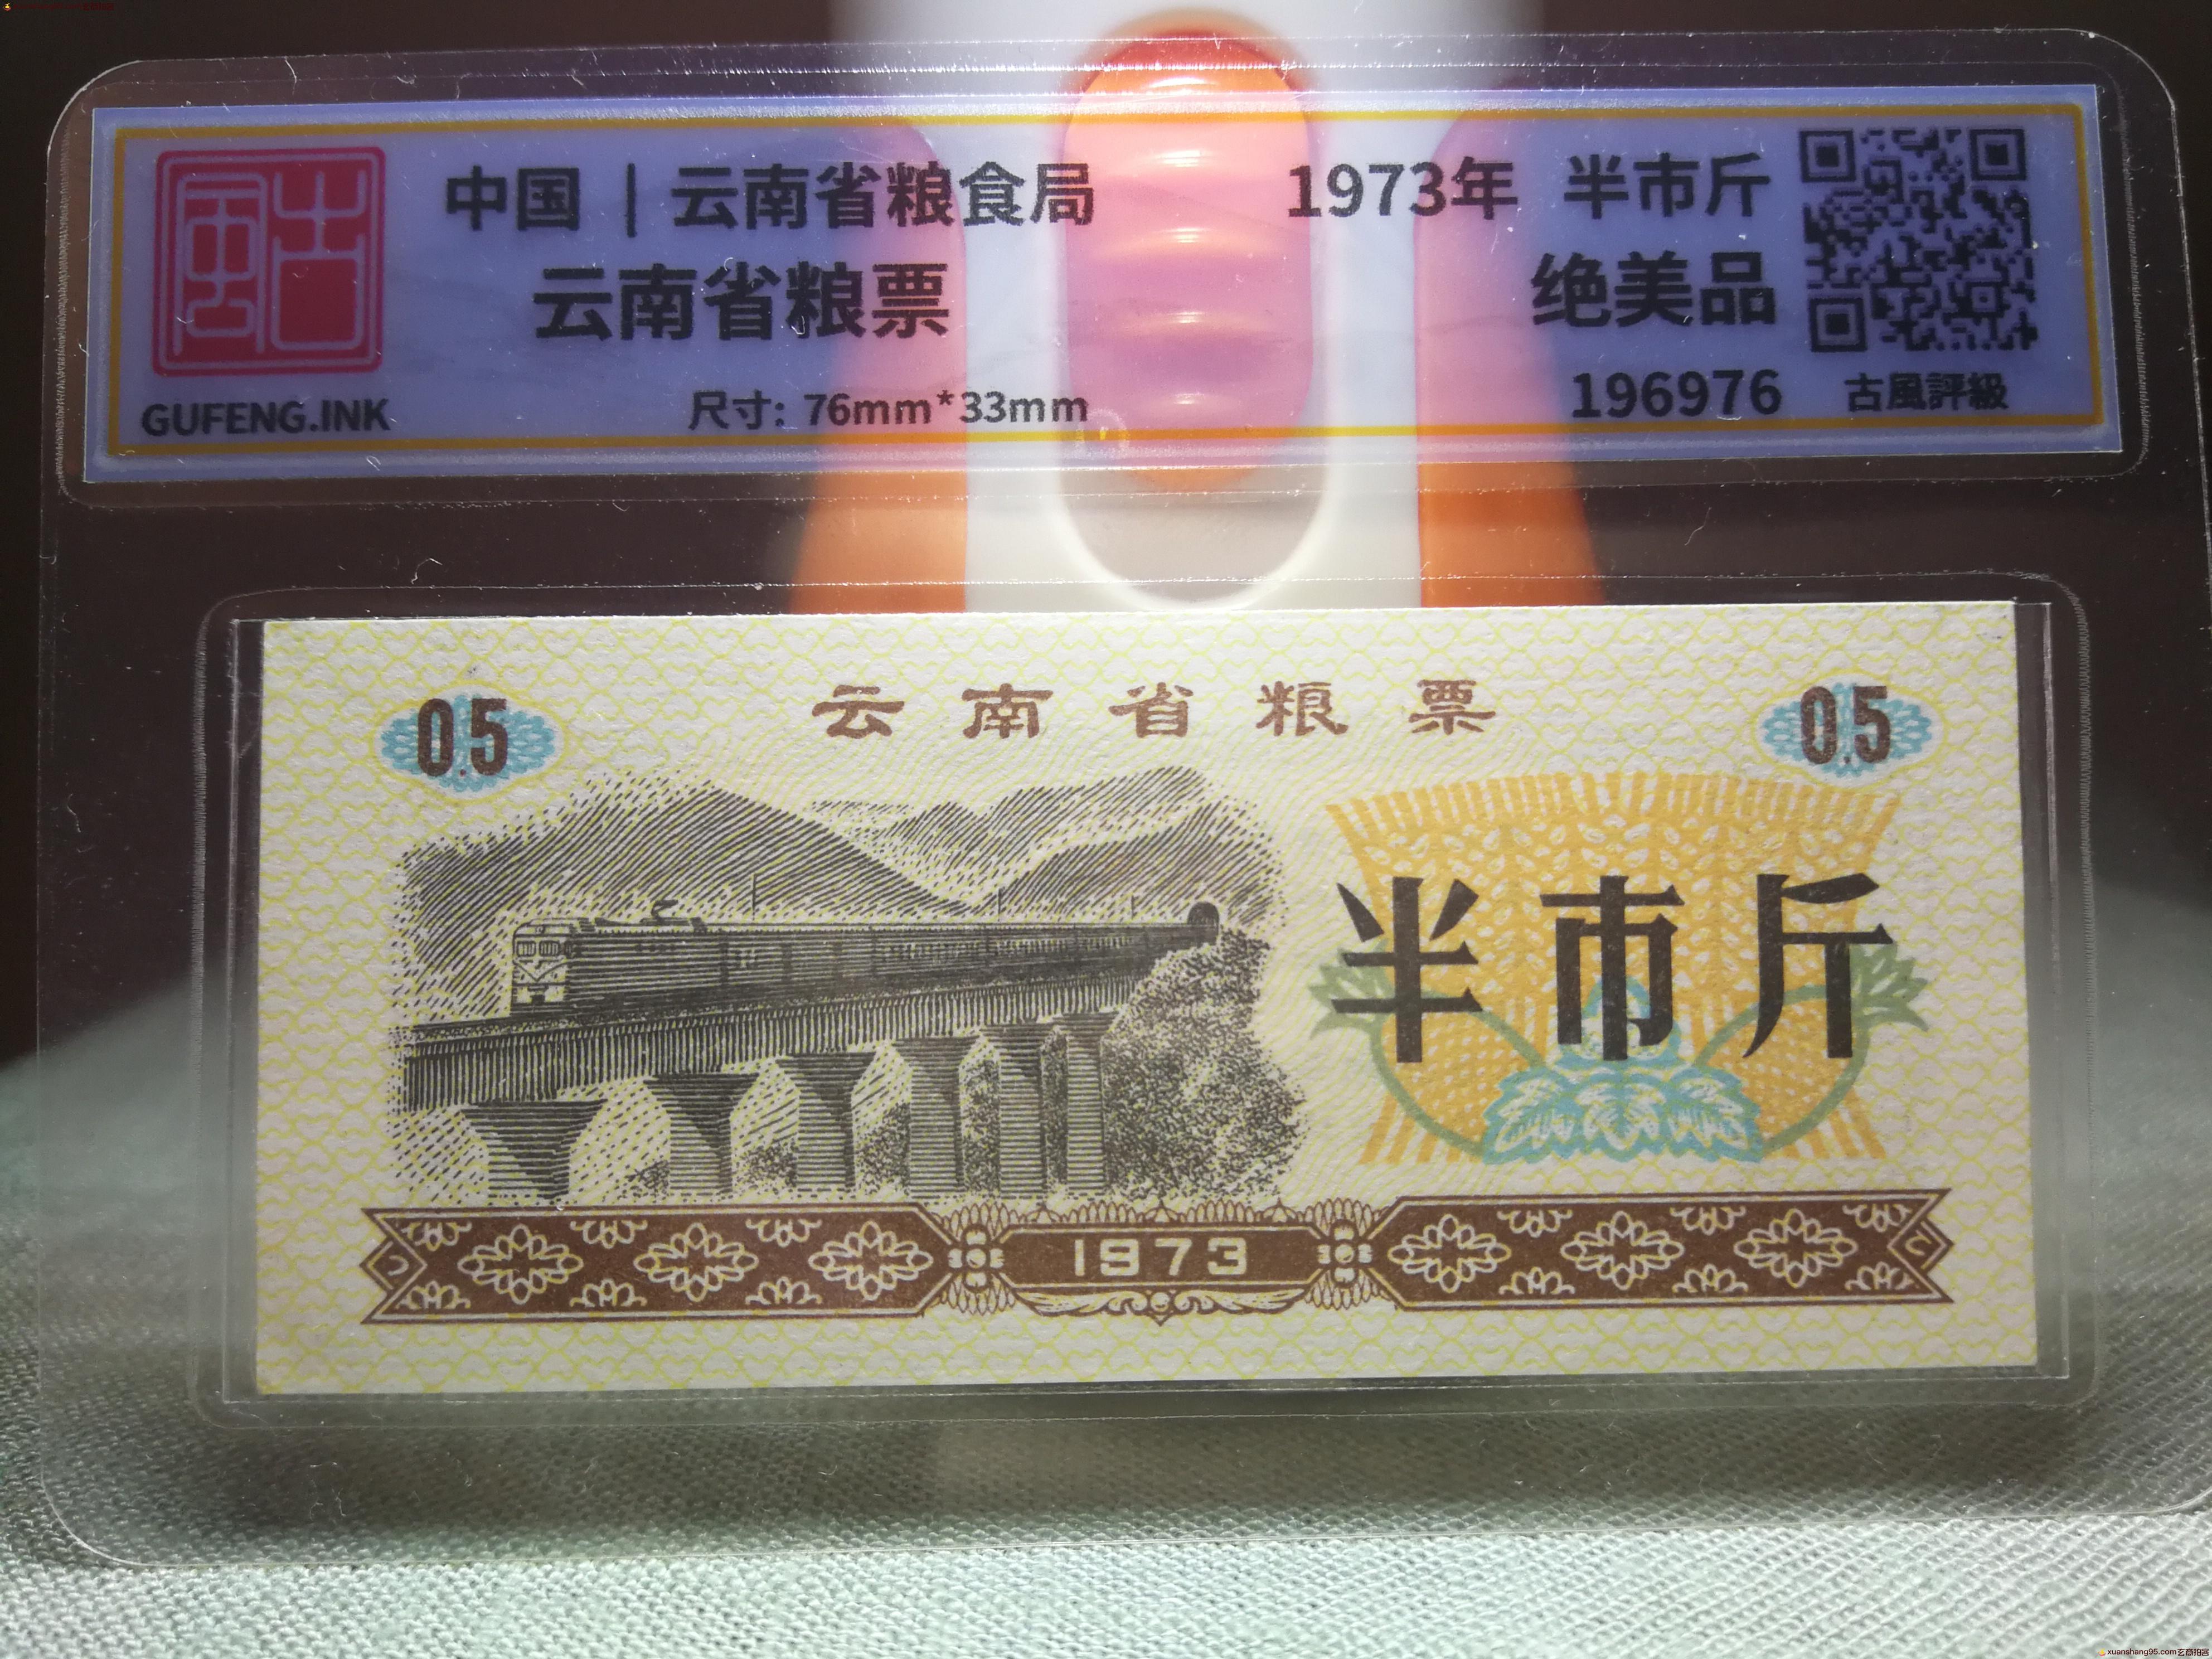 中国 | 云南省粮食局 1973年 半市斤
云南省粮票 绝美品
GUFENG.INK 尺寸: 76mm*33mm 196976 古風評級
云南省粮票
0.5 0.5
半市斤
1973
xuanshang95.com